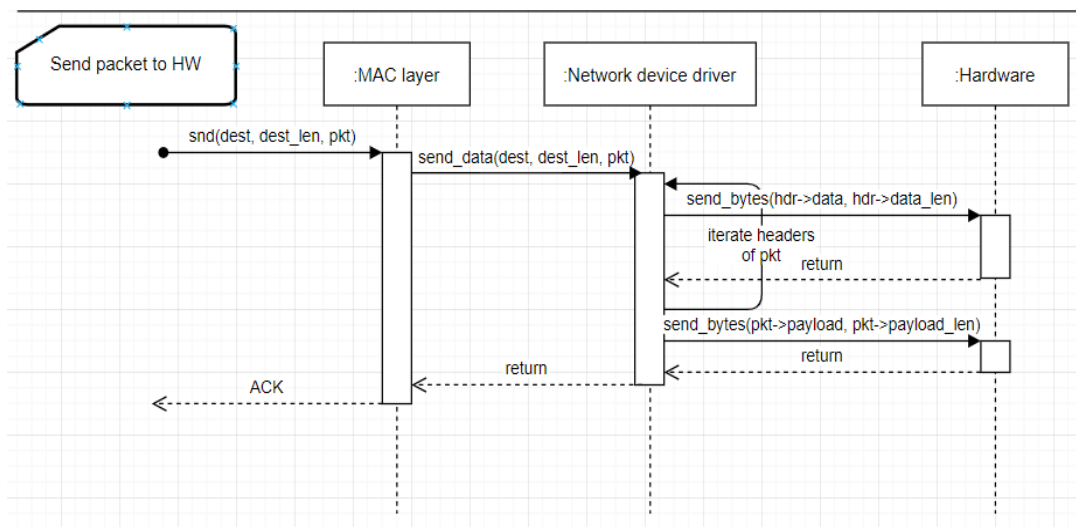 Send packet to HW
:MAC layer
:Network device driver
:Hardware
snd(dest, dest_len, pkt)
send_data(dest, dest_len, pkt)
send_bytes(hdr->data, hdr->data_len)
iterate headers
of pkt
return
send_bytes(pkt->payload, pkt->payload_len)
return
return
ACK